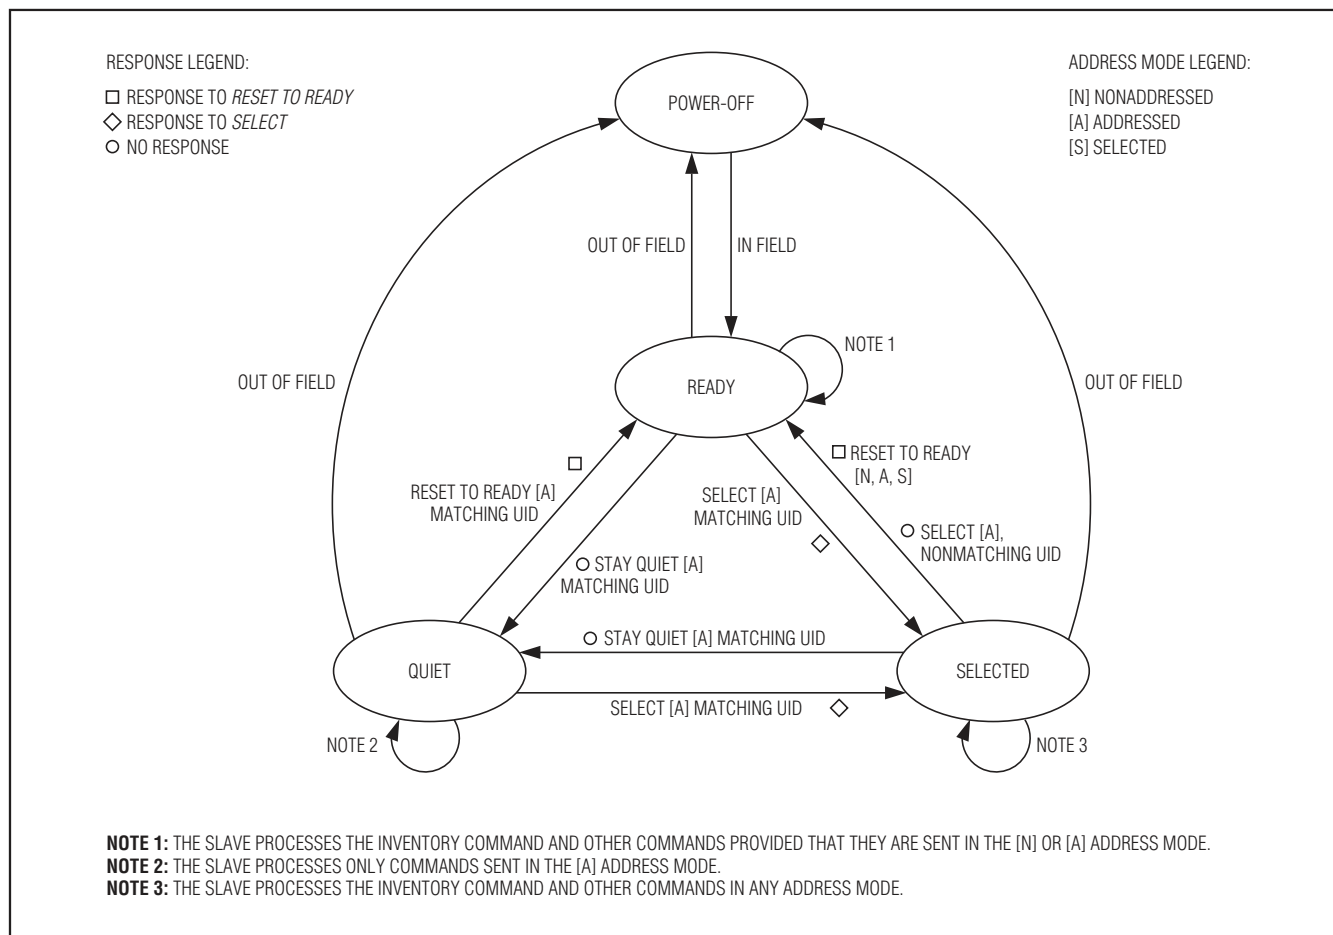 RESPONSE LEGEND:
RESPONSE TO RESET TO READY
RESPONSE TO SELECT
NO RESPONSE
ADDRESS MODE LEGEND:
[N] NONADDRESSED
[A] ADDRESSED
[S] SELECTED
POWER-OFF
OUT OF FIELD
IN FIELD
NOTE 1
OUT OF FIELD
OUT OF FIELD
READY
RESET TO READY [A]
MATCHING UID
SELECT [A]
MATCHING UID
RESET TO READY
[N, A, S]
SELECT [A],
NONMATCHING UID
STAY QUIET [A]
MATCHING UID
STAY QUIET [A] MATCHING UID
QUIET
SELECTED
SELECT [A] MATCHING UID
NOTE 2
NOTE 3
NOTE 1: THE SLAVE PROCESSES THE INVENTORY COMMAND AND OTHER COMMANDS PROVIDED THAT THEY ARE SENT IN THE [N] OR [A] ADDRESS MODE.
NOTE 2: THE SLAVE PROCESSES ONLY COMMANDS SENT IN THE [A] ADDRESS MODE.
NOTE 3: THE SLAVE PROCESSES THE INVENTORY COMMAND AND OTHER COMMANDS IN ANY ADDRESS MODE.